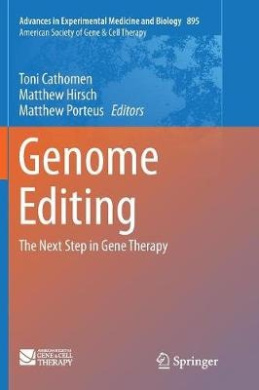 Advances in Experimental Medicine and Biology 895
American Society of Gene & Cell Therapy
Toni Cathomen
Matthew Hirsch
Matthew Porteus Editors
Genome
Editing
The Next Step in Gene Therapy
GENE & CELL
THERAPY
Springer